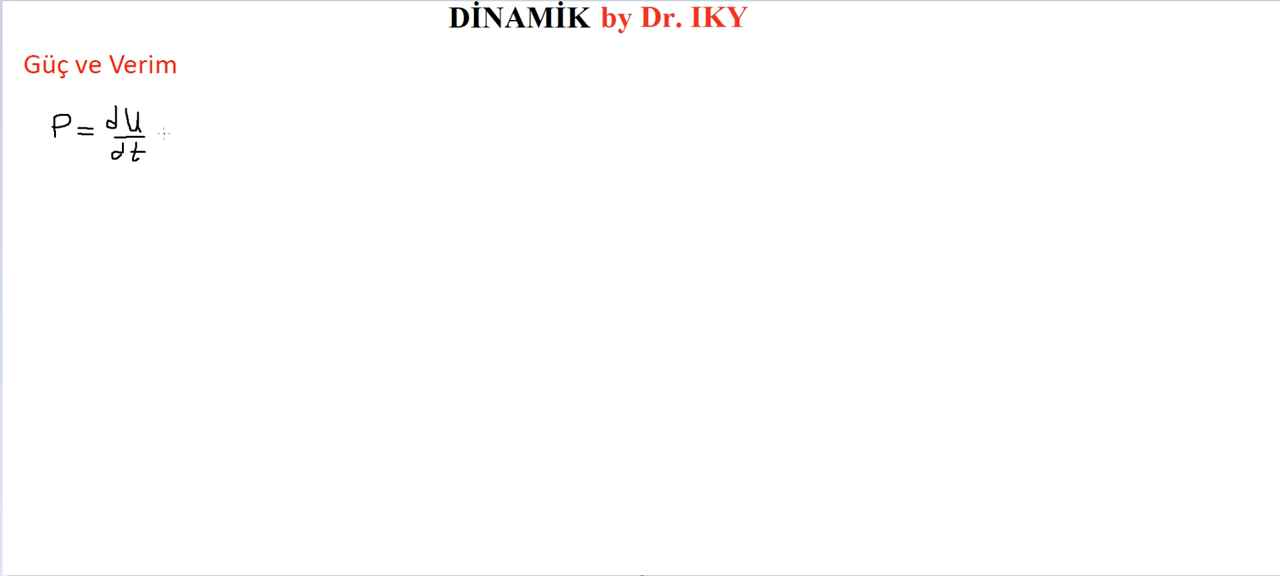 DİNAMİK by Dr. IKY
Güç ve Verim
P = dU/dt